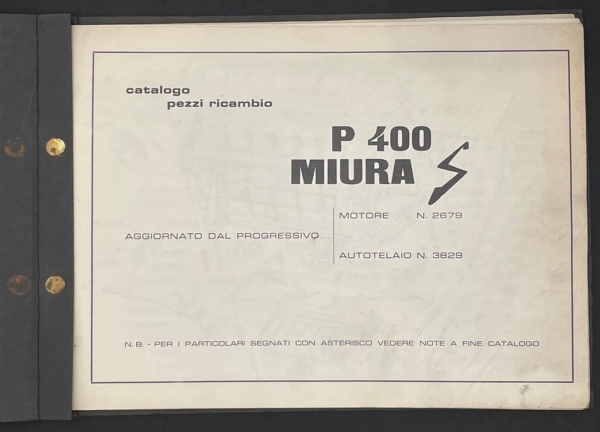 catalogo
pezzi ricambio
P 400
MIURA S
MOTORE N. 2679
AGGIORNATO DAL PROGRESSIVO
AUTOTELAIO N. 3829
N. B. - PER I PARTICOLARI SEGNATI CON ASTERISCO VEDERE NOTE A FINE CATALOGO